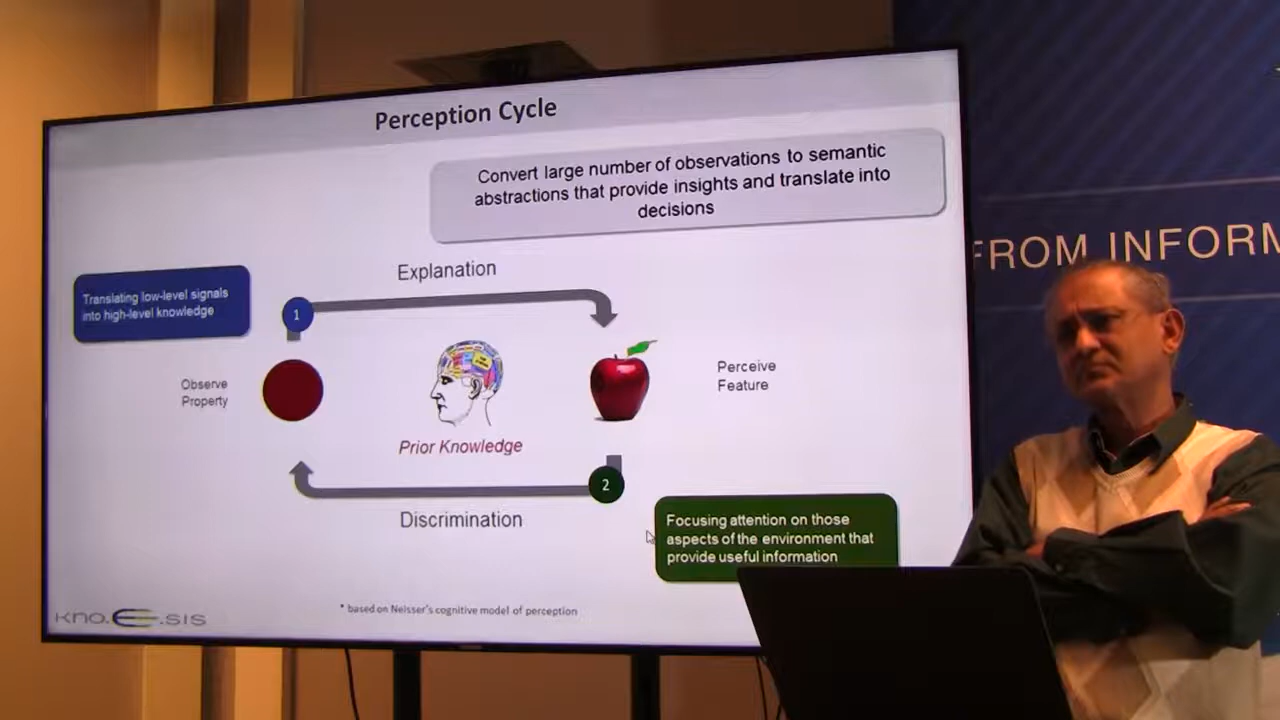 Perception Cycle
Convert large number of observations to semantic
abstractions that provide insights and translate into
decisions
Explanation
Translating low-level signals
into high-level knowledge
1
Observe
Property
Perceive
Feature
Prior Knowledge
2
Discrimination
Focusing attention on those
aspects of the environment that
provide useful information
* based on Neisser's cognitive model of perception
kno.e.sis
FROM INFORM